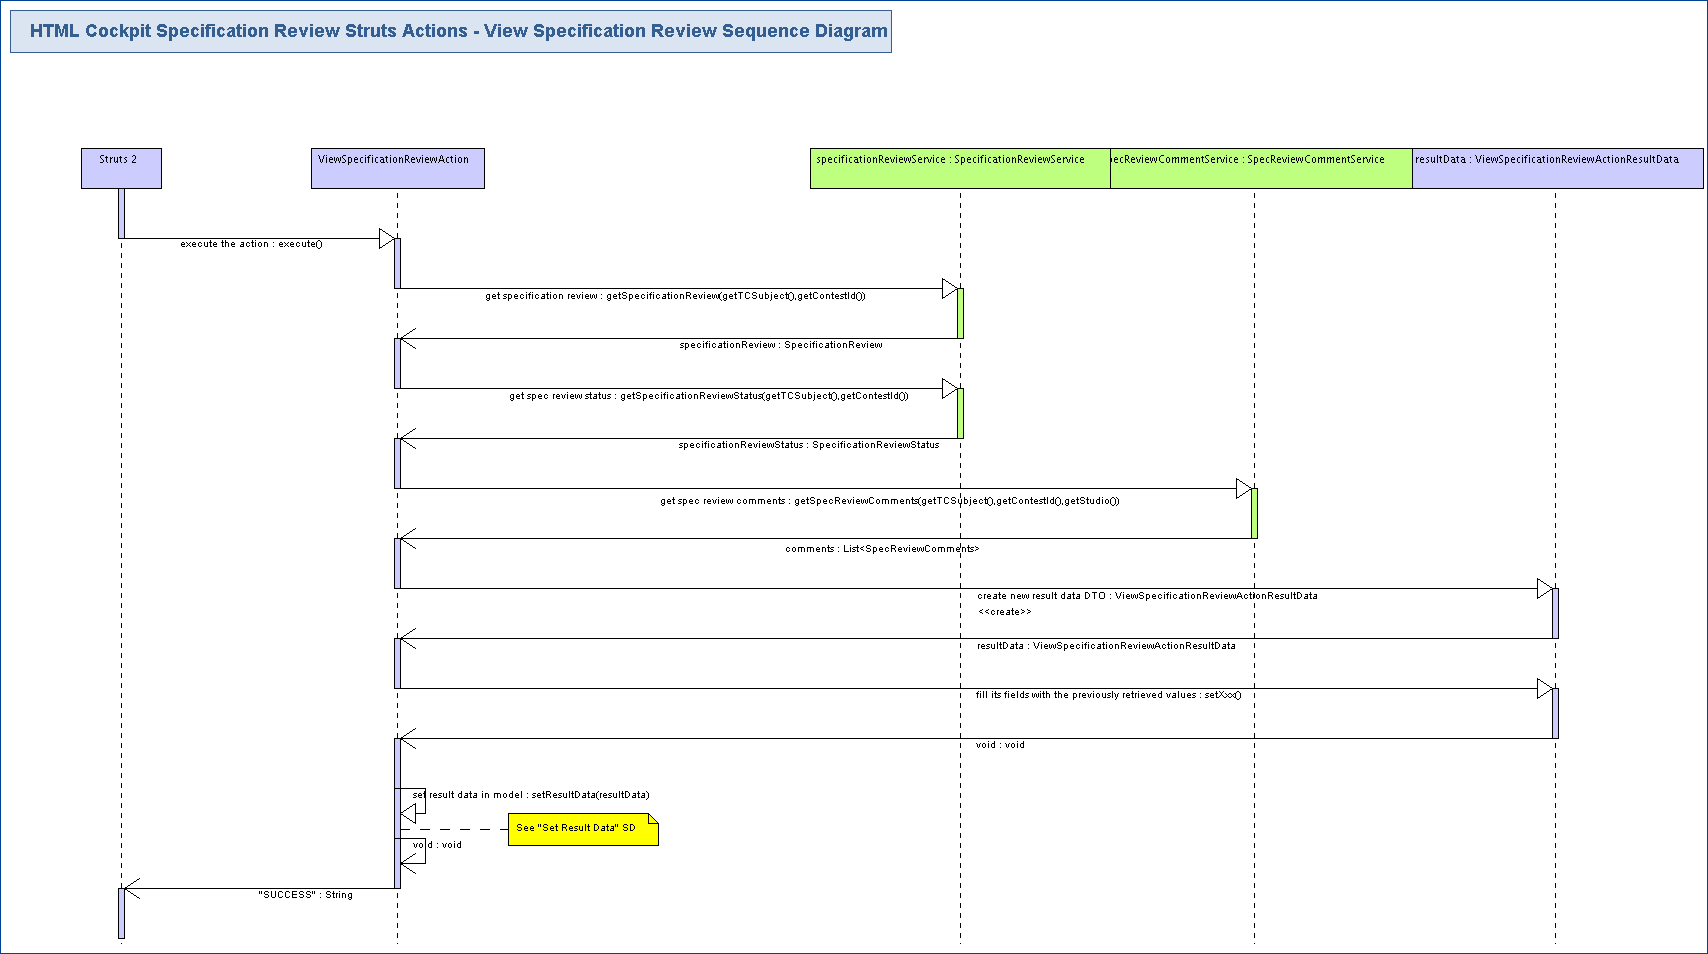 HTML Cockpit Specification Review Struts Actions - View Specification Review Sequence Diagram
Struts 2
ViewSpecificationReviewAction
specificationReviewService : SpecificationReviewService
ecReviewCommentService : SpecReviewCommentService
resultData : ViewSpecificationReviewActionResultData
execute the action : execute()
get specification review : getSpecificationReview(getTCSubject(),getContestId())
specificationReview : SpecificationReview
get spec review status : getSpecificationReviewStatus(getTCSubject(),getContestId())
specificationReviewStatus : SpecificationReviewStatus
get spec review comments : getSpecReviewComments(getTCSubject(),getContestId(),getStudio())
comments : List<SpecReviewComments>
create new result data DTO : ViewSpecificationReviewActionResultData
<<create>>
resultData : ViewSpecificationReviewActionResultData
fill its fields with the previously retrieved values : setXxx()
void : void
set result data in model : setResultData(resultData)
See "Set Result Data" SD
void : void
"SUCCESS" : String